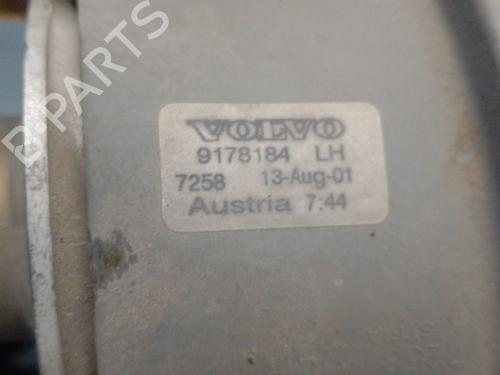 B-PARTS
VOLVO
9178184 LH
7258 13-Aug-01
Austria 7:44